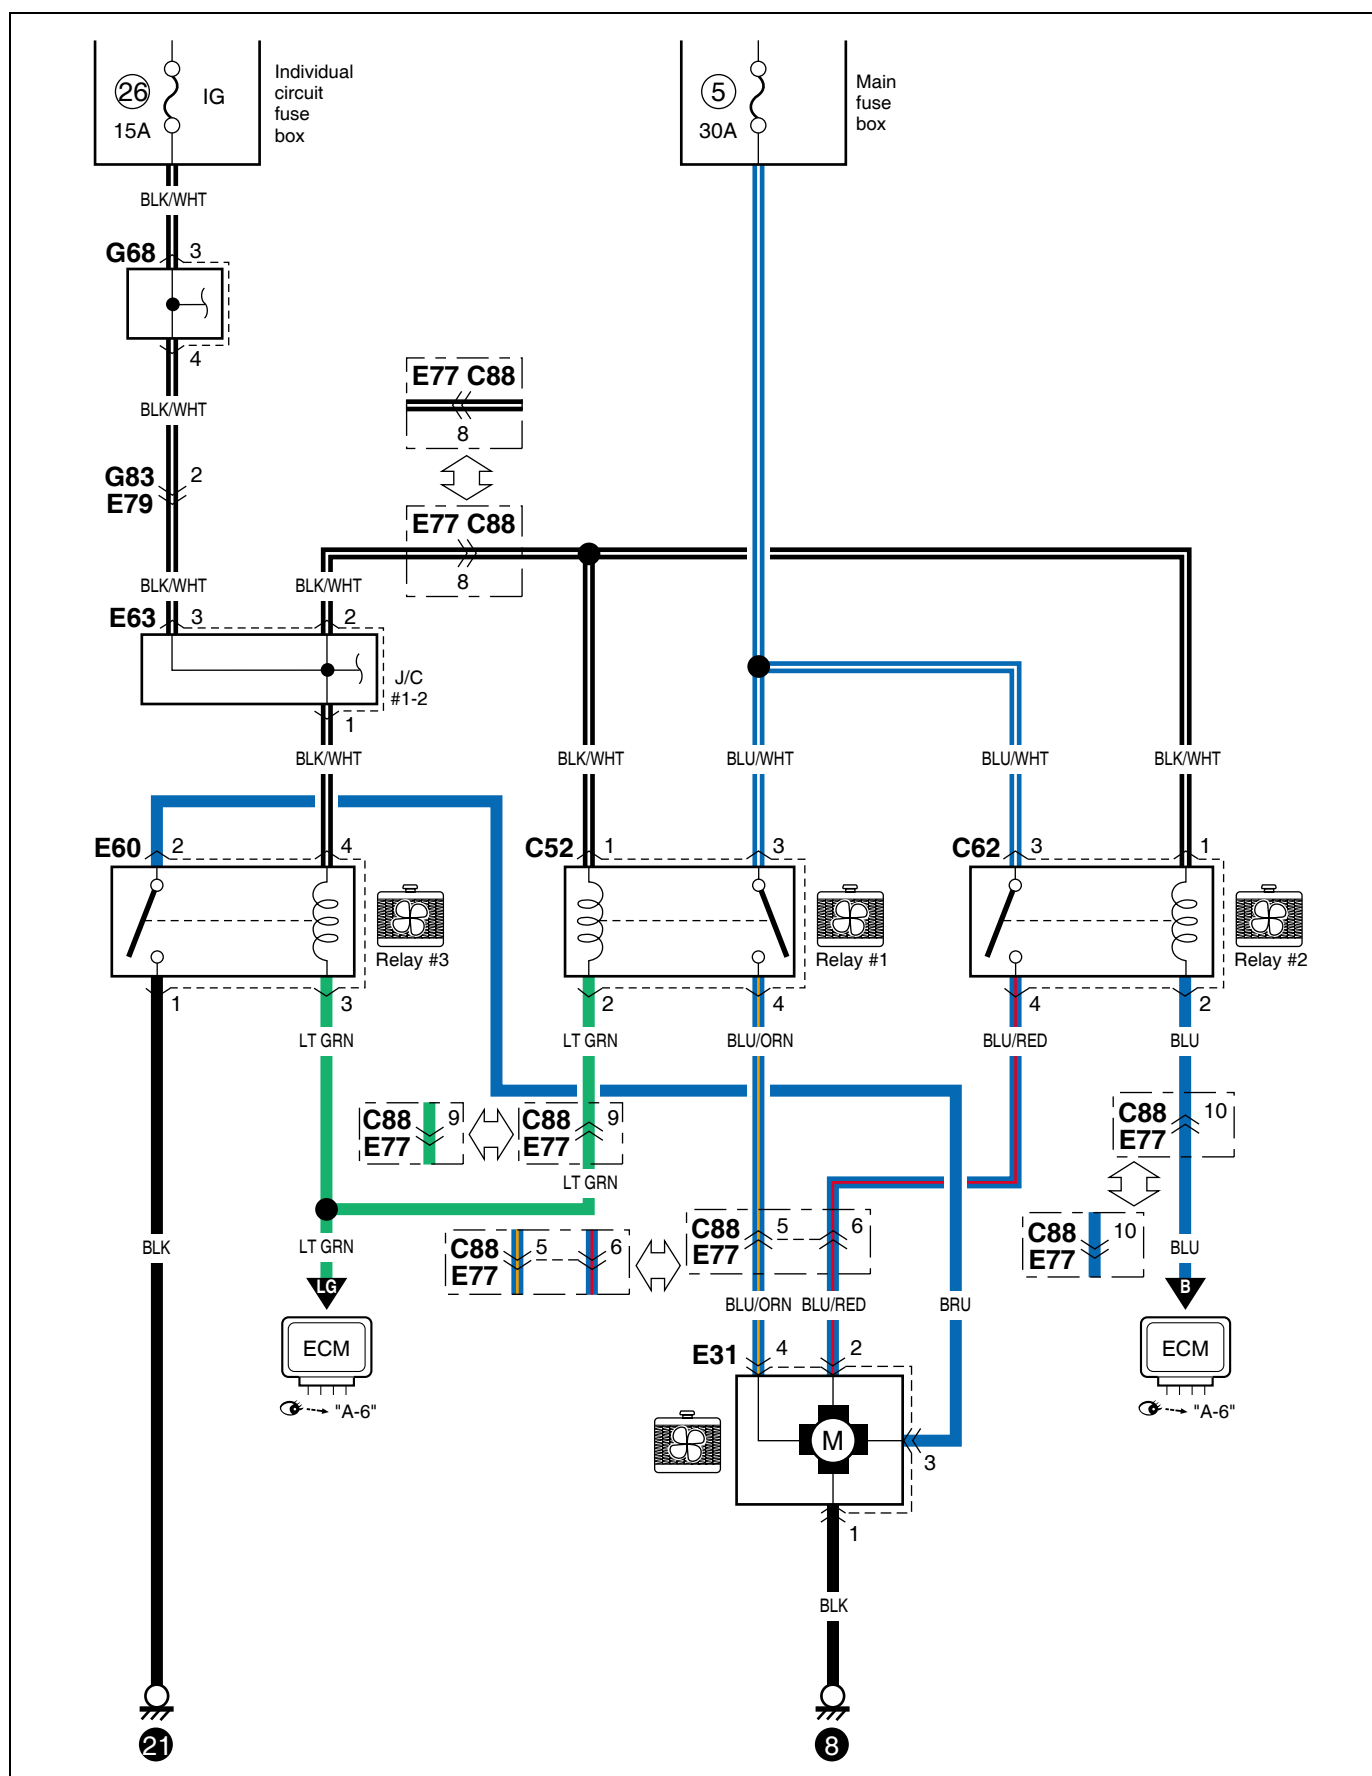 26
15A
IG
Individual
circuit
fuse
box
5
30A
Main
fuse
box
BLK/WHT
G68
3
4
BLK/WHT
E77 C88
8
G83
E79
2
E77 C88
8
BLK/WHT
BLK/WHT
E63
3
2
J/C
#1-2
1
BLK/WHT
BLK/WHT
BLU/WHT
BLU/WHT
BLK/WHT
E60
2
4
C52
1
3
C62
3
1
Relay #3
Relay #1
Relay #2
1
3
2
4
4
2
LT GRN
LT GRN
BLU/ORN
BLU/RED
BLU
C88
E77
9
C88
E77
9
C88
E77
10
LT GRN
BLK
LT GRN
C88
E77
5
6
C88
E77
5
6
C88
E77
10
BLU
LG
B
BLU/ORN
BLU/RED
BRU
ECM
"A-6"
E31
4
2
ECM
"A-6"
M
3
1
BLK
21
8